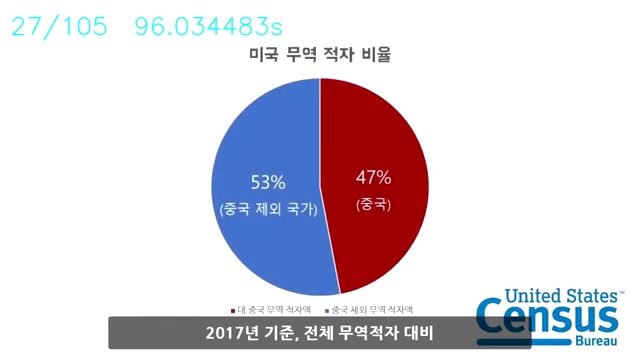 27/105 96.034483s
미국 무역 적자 비율
53%
(중국 제외 국가)
47%
(중국)
대 중국 무역 적자액 중국 제외 무역 적자액
2017년 기준, 전체 무역적자 대비
United States™
Census
Bureau